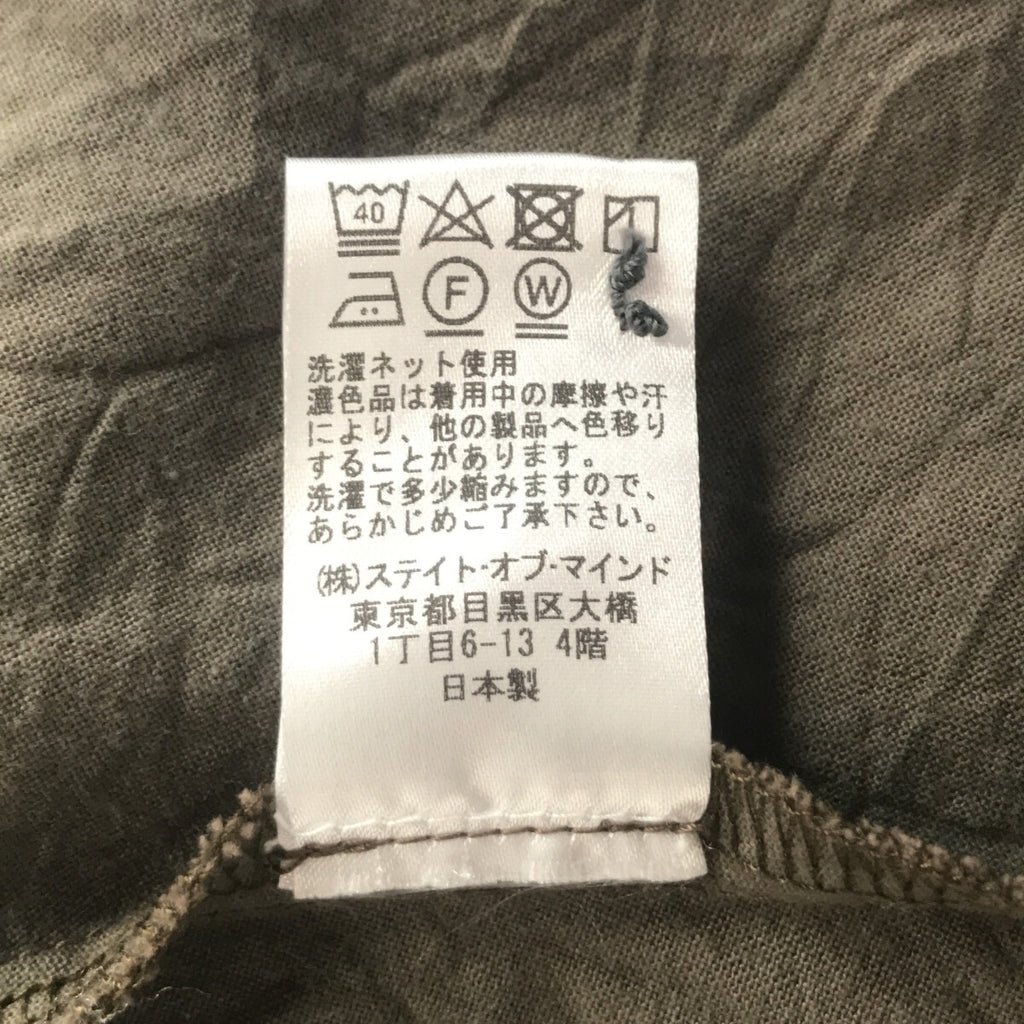 40
F W
洗濯ネット使用
濃色品は着用中の摩擦や汗
により、他の製品へ色移り
することがあります。
洗濯で多少縮みますので、
あらかじめご了承下さい。
(株)ステイト・オブ・マインド
東京都目黒区大橋
1丁目6-13 4階
日本製